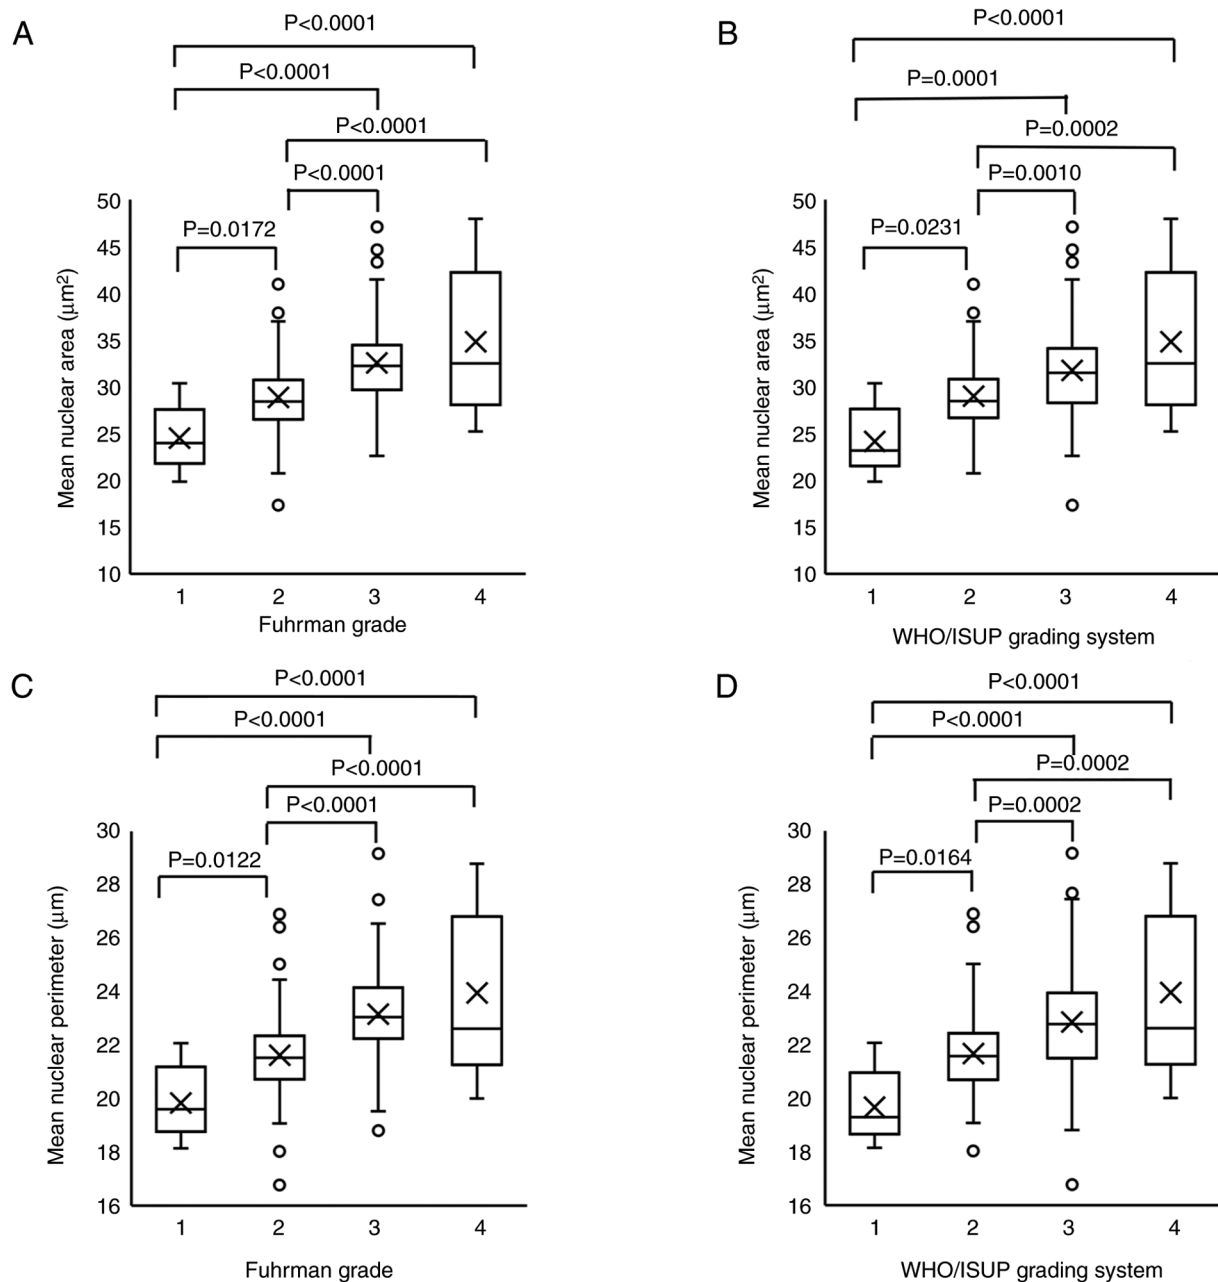 A
P<0.0001
P<0.0001
P<0.0001
P<0.0001
P=0.0172
50
45
40
35
30
25
20
15
10
Mean nuclear area (μm²)
1 2 3 4
Fuhrman grade
B
P<0.0001
P=0.0001
P=0.0002
P=0.0010
P=0.0231
50
45
40
35
30
25
20
15
10
Mean nuclear area (μm²)
1 2 3 4
WHO/ISUP grading system
C
P<0.0001
P<0.0001
P<0.0001
P<0.0001
P=0.0122
30
28
26
24
22
20
18
16
Mean nuclear perimeter (μm)
1 2 3 4
Fuhrman grade
D
P<0.0001
P<0.0001
P=0.0002
P=0.0002
P=0.0164
30
28
26
24
22
20
18
16
Mean nuclear perimeter (μm)
1 2 3 4
WHO/ISUP grading system